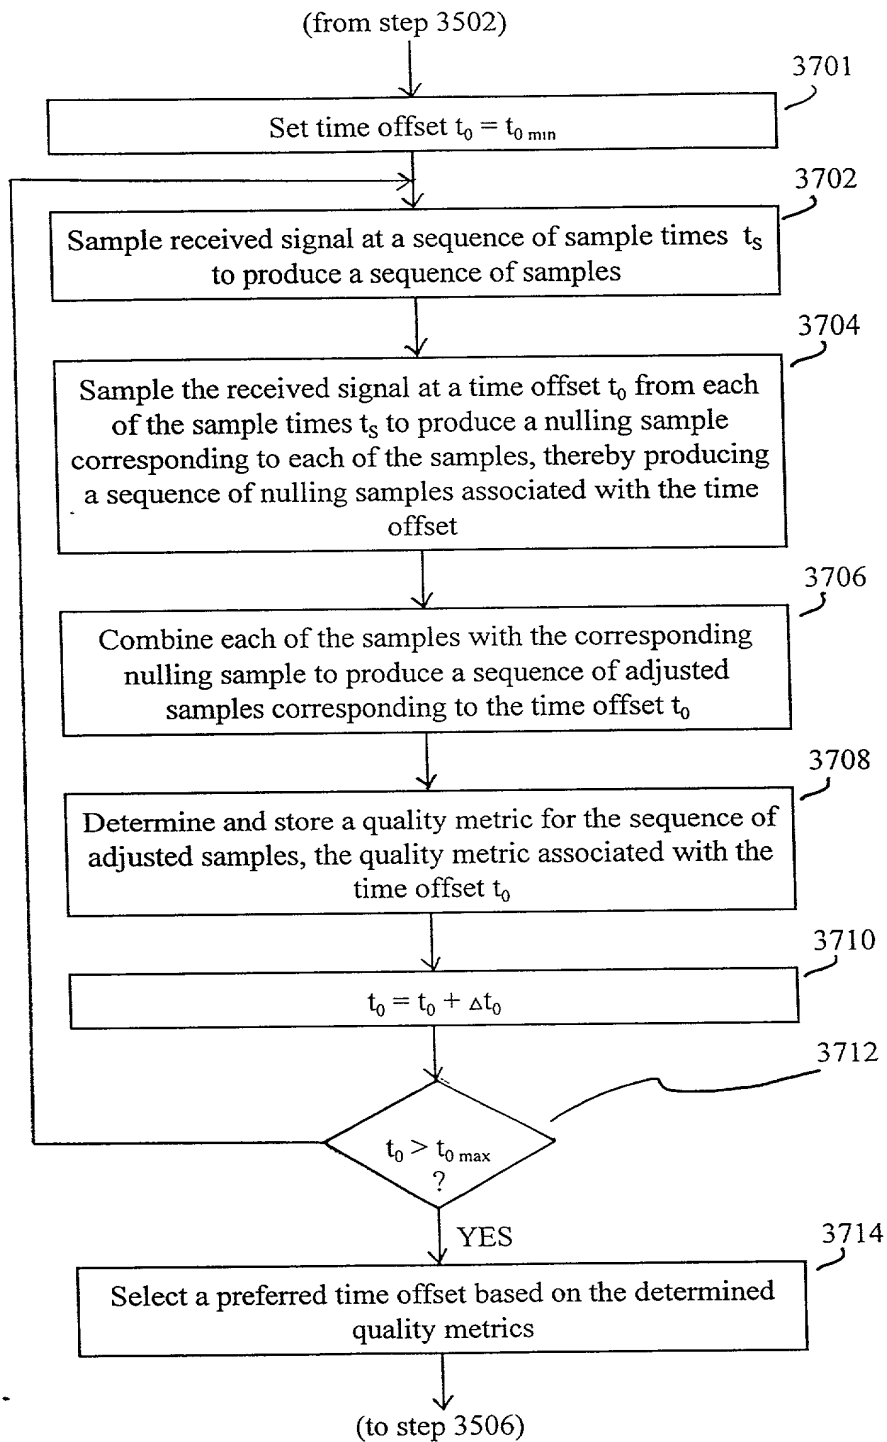 (from step 3502)
3701
Set time offset t₀ = t₀ min
3702
Sample received signal at a sequence of sample times tS
to produce a sequence of samples
3704
Sample the received signal at a time offset t₀ from each
of the sample times tS to produce a nulling sample
corresponding to each of the samples, thereby producing
a sequence of nulling samples associated with the time
offset
3706
Combine each of the samples with the corresponding
nulling sample to produce a sequence of adjusted
samples corresponding to the time offset t₀
3708
Determine and store a quality metric for the sequence of
adjusted samples, the quality metric associated with the
time offset t₀
3710
t₀ = t₀ + Δt₀
3712
t₀ > t₀ max
?
YES
3714
Select a preferred time offset based on the determined
quality metrics
(to step 3506)